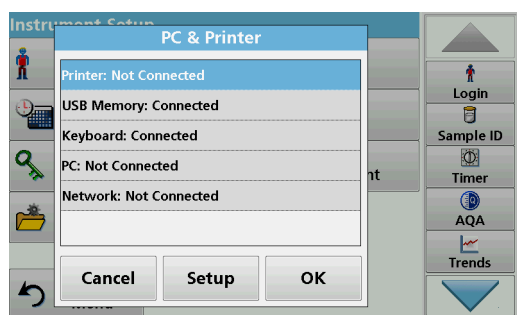 Instrument Setup
PC & Printer
Printer: Not Connected
USB Memory: Connected
Keyboard: Connected
PC: Not Connected
Network: Not Connected
Cancel
Setup
OK
Login
Sample ID
Timer
AQA
Trends